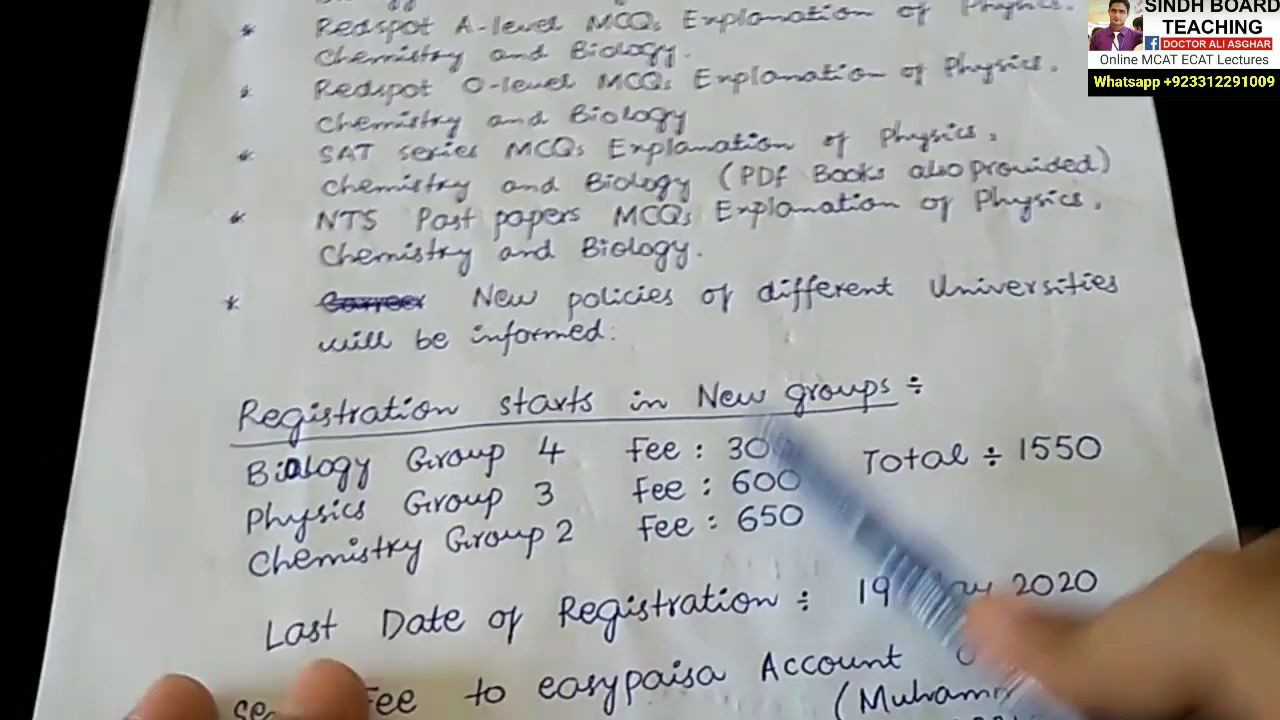 * Redspot A-level MCQs Explanation of Physics.
Chemistry and Biology.
* Redspot O-level MCQs Explanation of Physics.
Chemistry and Biology
* SAT series MCQs Explanation of Physics,
Chemistry and Biology (PDF Books also provided)
* NTS Past papers MCQs Explanation of Physics,
Chemistry and Biology.
* New policies of different Universities
will be informed.
Registration starts in New groups ÷
Biology Group 4 Fee : 300 Total ÷ 1550
Physics Group 3 Fee : 600
Chemistry Group 2 Fee : 650
Last Date of Registration ÷ 19 2020
Fee to easypaisa Account
SINDH BOARD
TEACHING
f DOCTOR ALI ASGHAR
Online MCAT ECAT Lectures
Whatsapp +923312291009